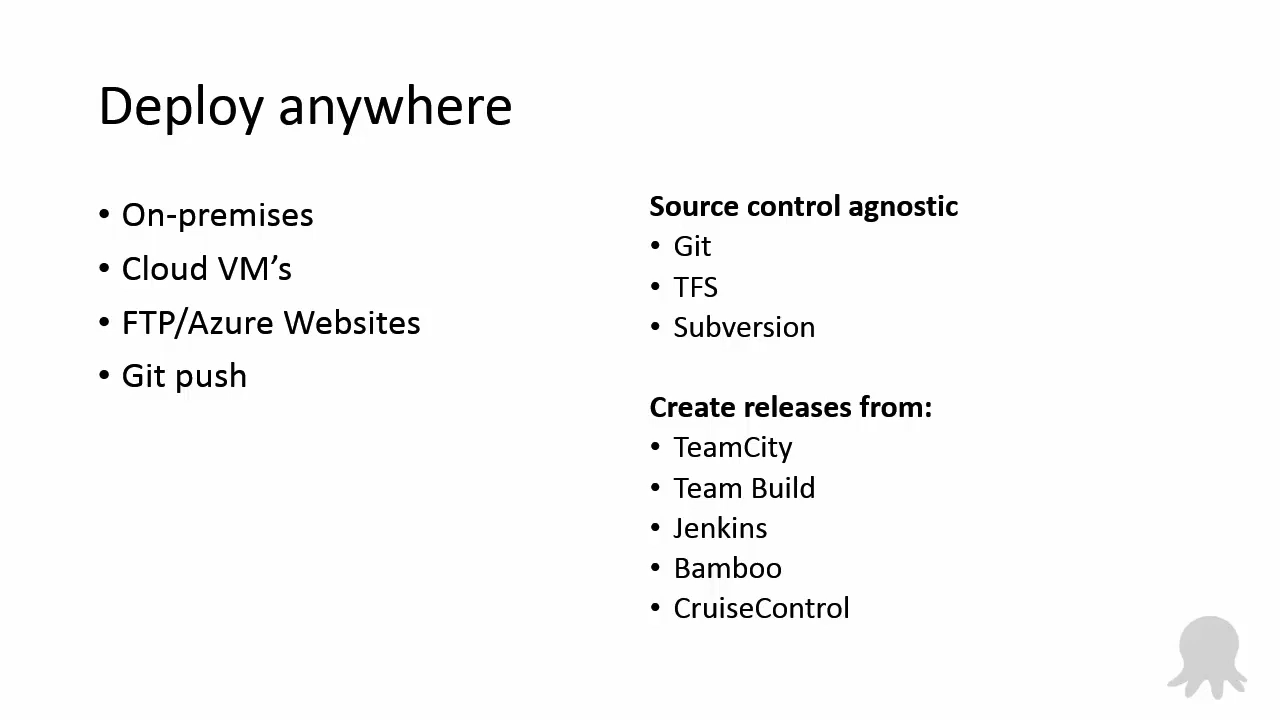 Deploy anywhere
• On-premises
• Cloud VM’s
• FTP/Azure Websites
• Git push
Source control agnostic
• Git
• TFS
• Subversion
Create releases from:
• TeamCity
• Team Build
• Jenkins
• Bamboo
• CruiseControl